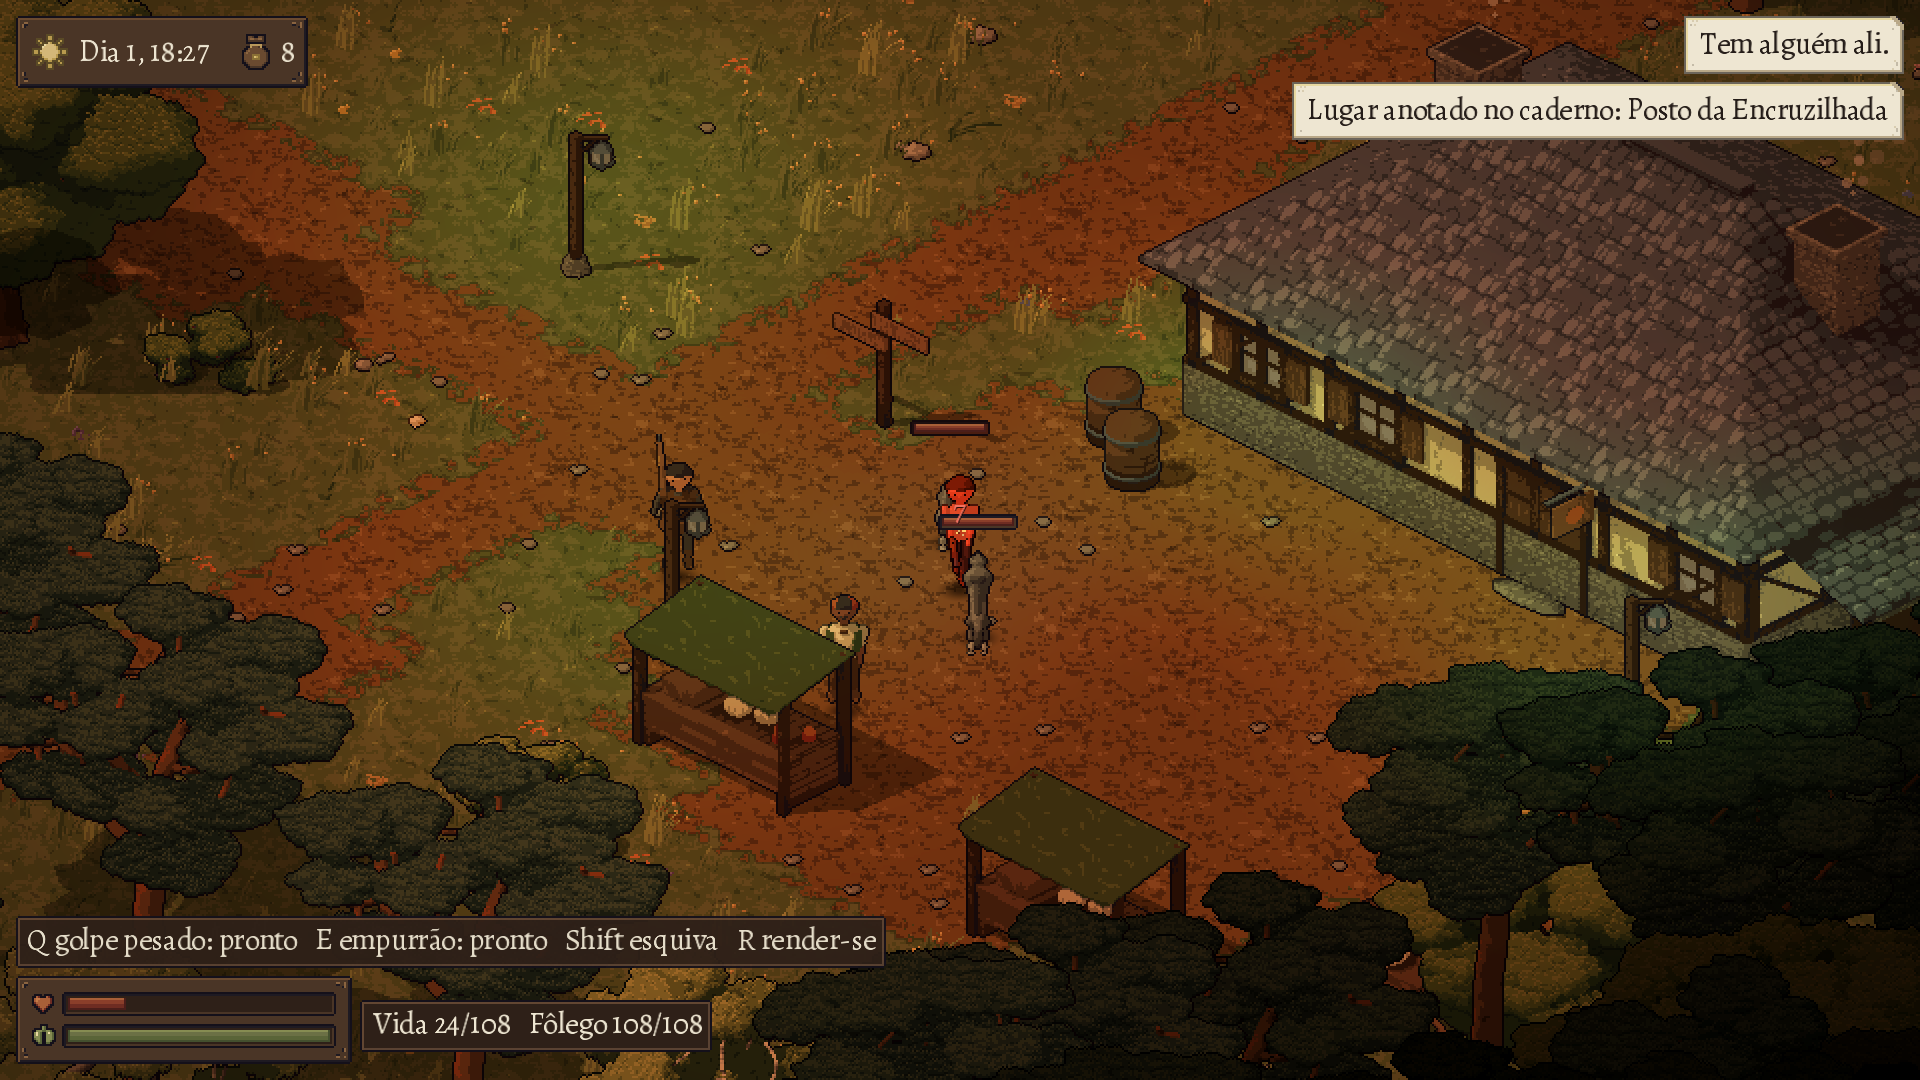 Dia 1, 18:27 8
Tem alguém ali.
Lugar anotado no caderno: Posto da Encruzilhada
7
Q golpe pesado: pronto E empurrão: pronto Shift esquiva R render-se
Vida 24/108 Fôlego 108/108